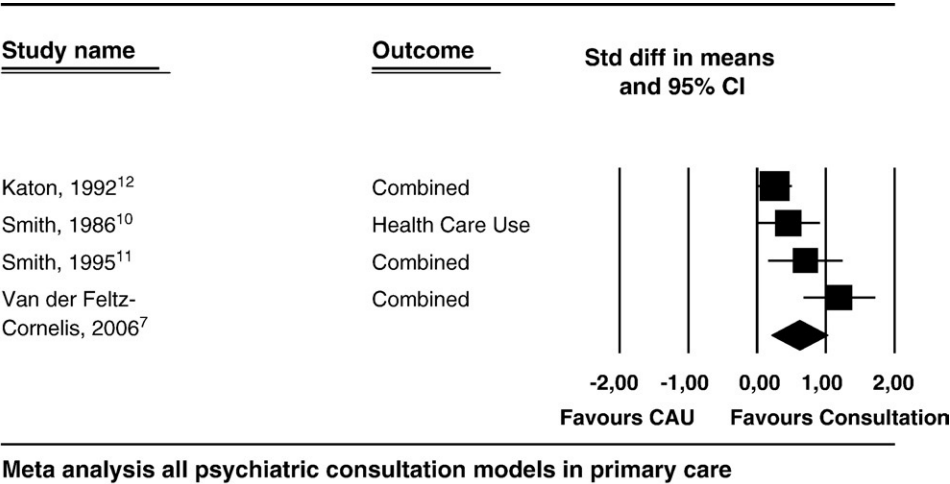 Study name Outcome Std diff in means
and 95% CI
Katon, 1992¹² Combined
Smith, 1986¹⁰ Health Care Use
Smith, 1995¹¹ Combined
Van der Feltz- Combined
Cornelis, 2006⁷
-2,00 -1,00 0,00 1,00 2,00
Favours CAU Favours Consultation
Meta analysis all psychiatric consultation models in primary care